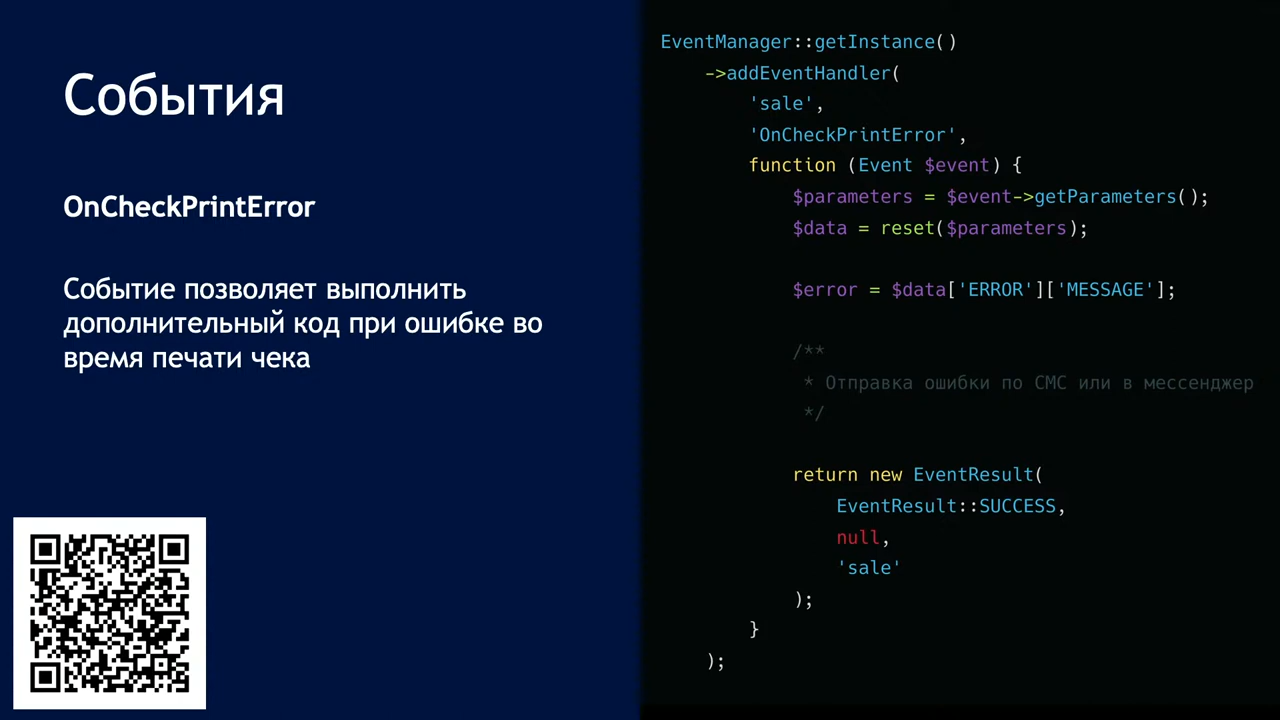 События
OnCheckPrintError
Событие позволяет выполнить
дополнительный код при ошибке во
время печати чека
EventManager::getInstance()
    ->addEventHandler(
        'sale',
        'OnCheckPrintError',
        function (Event $event) {
            $parameters = $event->getParameters();
            $data = reset($parameters);
            $error = $data['ERROR']['MESSAGE'];
            /**
             * Отправка ошибки по СМС или в мессенджер
             */
            return new EventResult(
                EventResult::SUCCESS,
                null,
                'sale'
            );
        }
    );